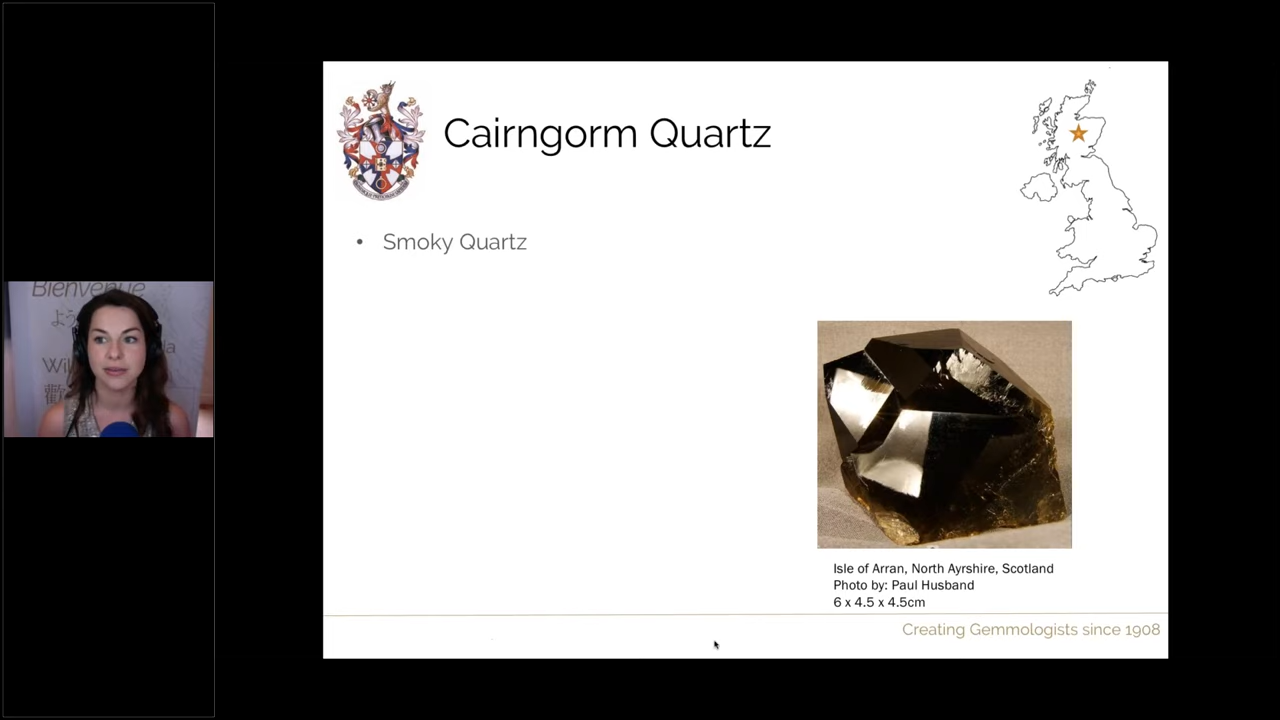 Bienvenue
Cairngorm Quartz
• Smoky Quartz
Isle of Arran, North Ayrshire, Scotland
Photo by: Paul Husband
6 x 4.5 x 4.5cm
Creating Gemmologists since 1908